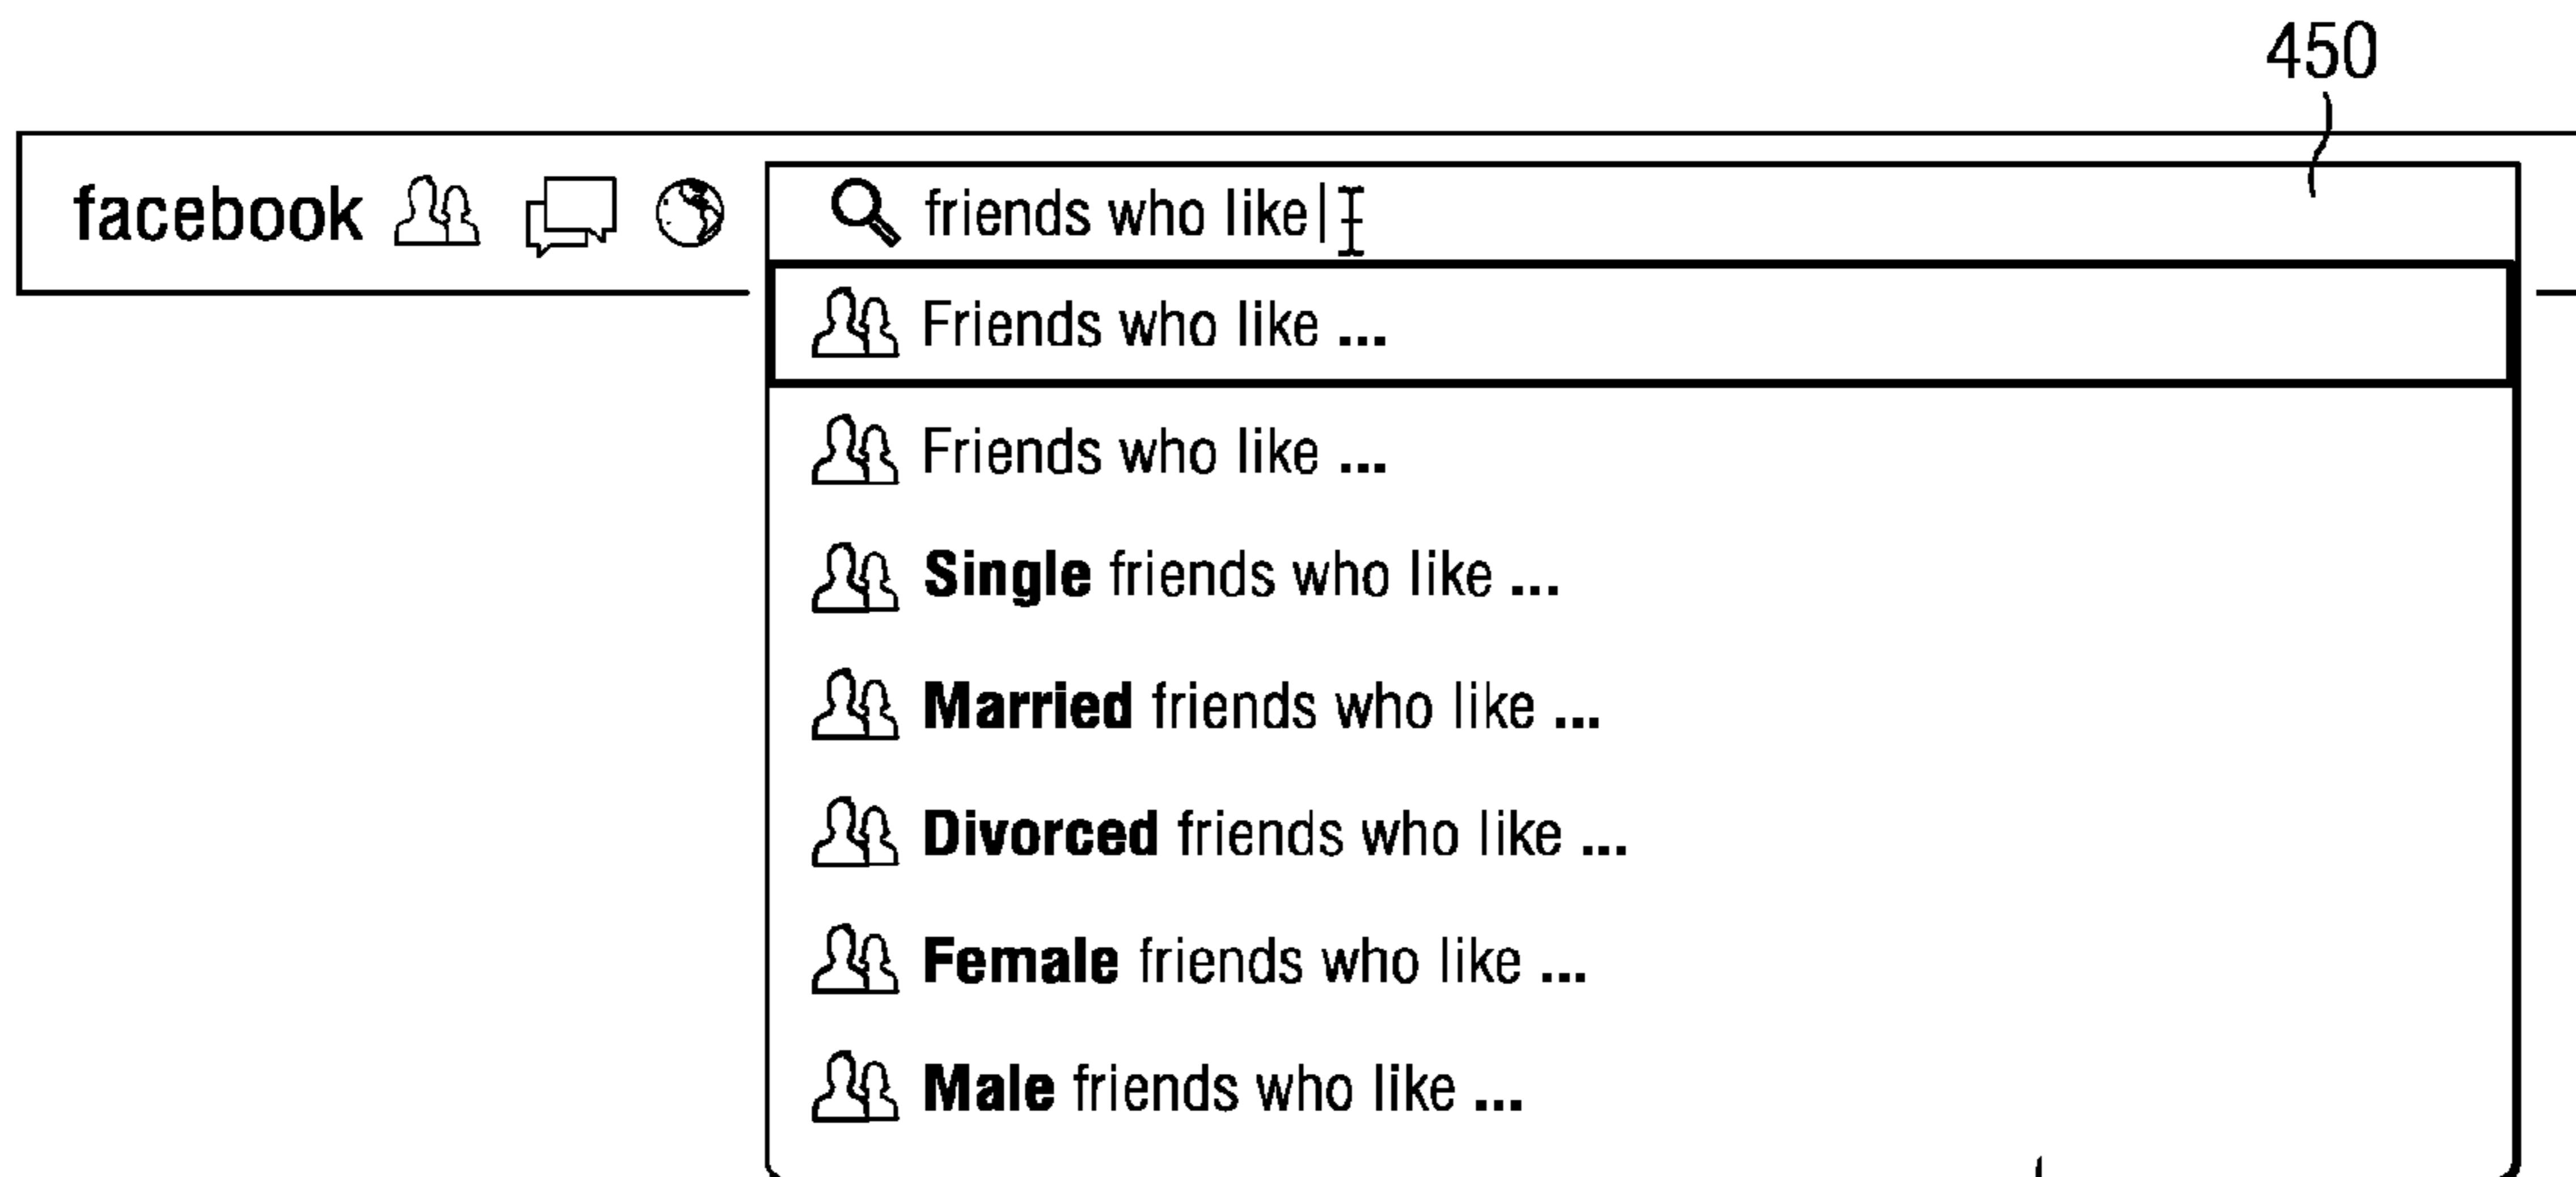 450
facebook friends who like
Friends who like ...
Friends who like ...
Single friends who like ...
Married friends who like ...
Divorced friends who like ...
Female friends who like ...
Male friends who like ...